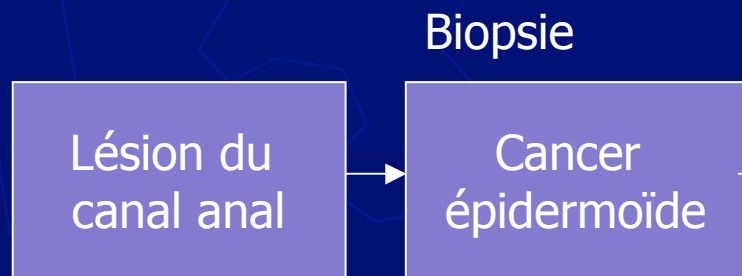 Biopsie
Lésion du
canal anal
Cancer
épidermoïde